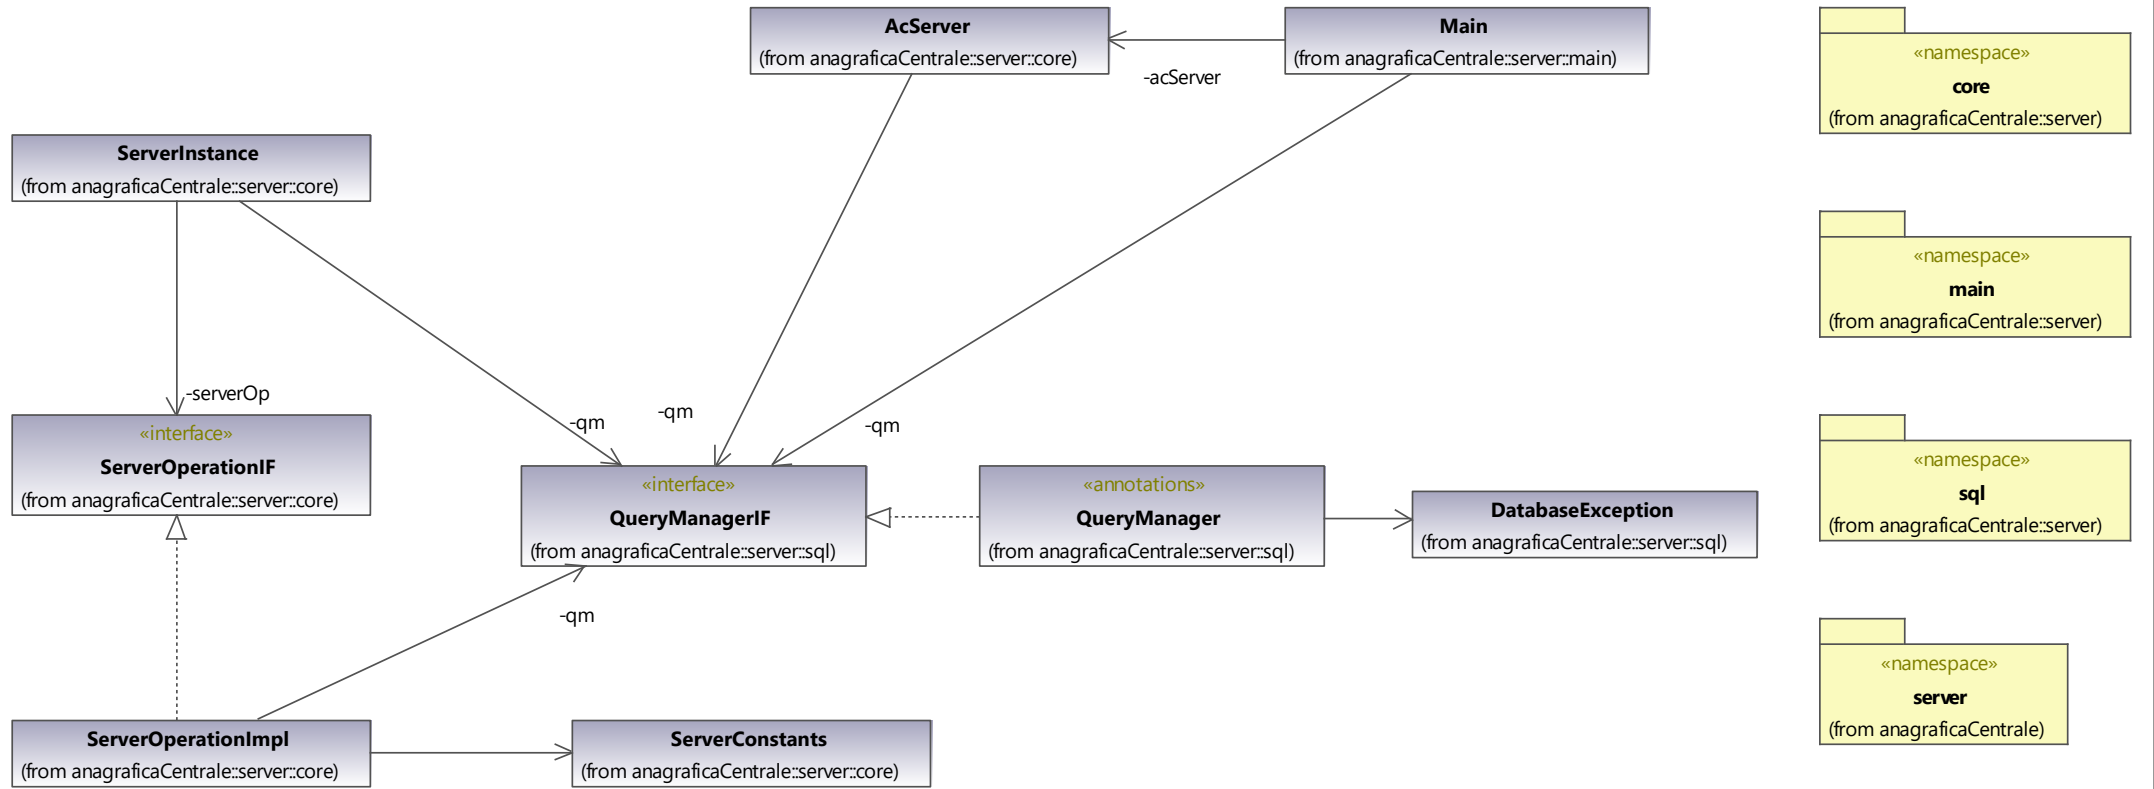 AcServer
(from anagraficaCentrale::server::core)
Main
(from anagraficaCentrale::server::main)
-acServer
«namespace»
core
(from anagraficaCentrale::server)
ServerInstance
(from anagraficaCentrale::server::core)
«namespace»
main
(from anagraficaCentrale::server)
-serverOp
-qm
-qm
-qm
«interface»
ServerOperationIF
(from anagraficaCentrale::server::core)
«interface»
QueryManagerIF
(from anagraficaCentrale::server::sql)
«annotations»
QueryManager
(from anagraficaCentrale::server::sql)
DatabaseException
(from anagraficaCentrale::server::sql)
«namespace»
sql
(from anagraficaCentrale::server)
-qm
ServerOperationImpl
(from anagraficaCentrale::server::core)
ServerConstants
(from anagraficaCentrale::server::core)
«namespace»
server
(from anagraficaCentrale)